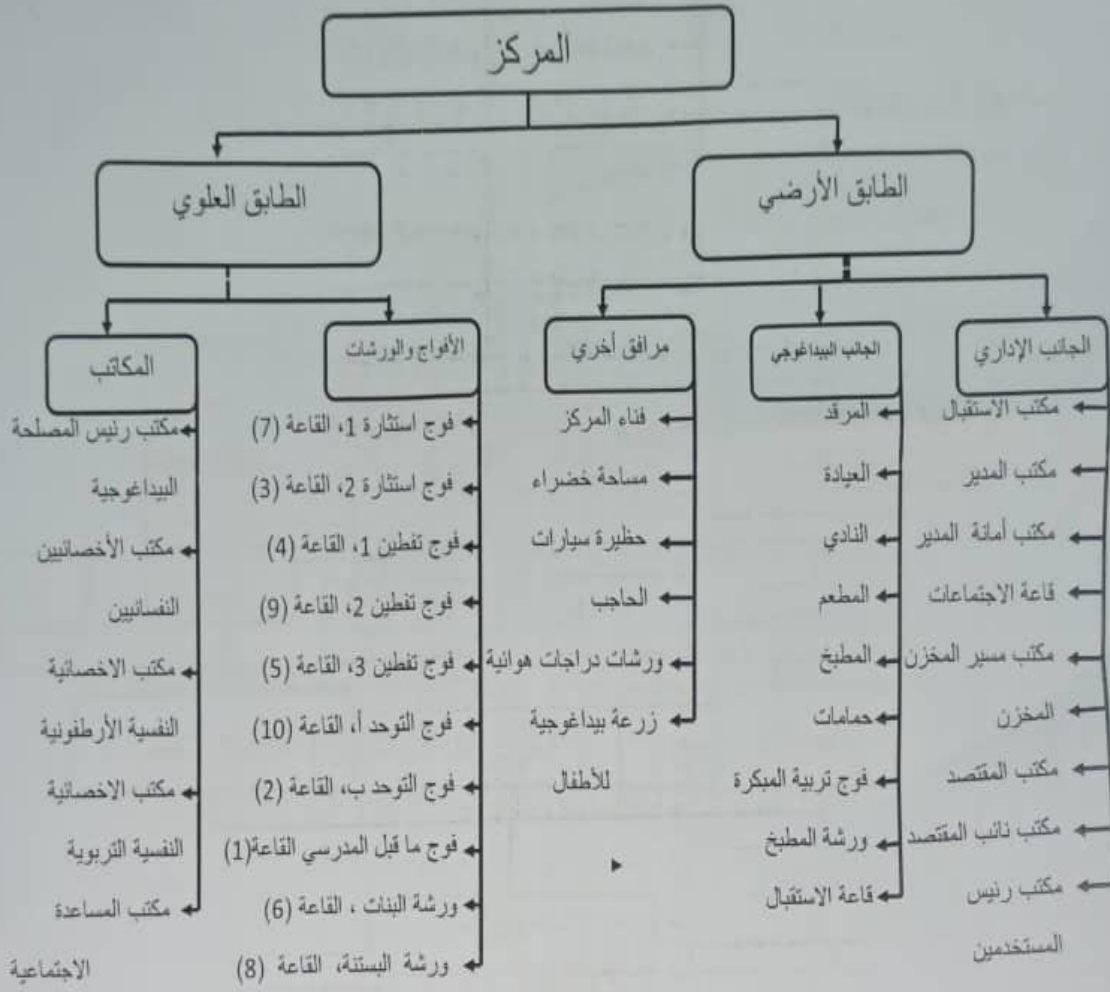 المركز
الطابق الأرضي
الطابق العلوي
الجانب الإداري
مكتب الاستقبال
مكتب المدير
مكتب أمانة المدير
قاعة الاجتماعات
مكتب مسير المخزن
المخزن
مكتب المقتصد
مكتب نائب المقتصد
مكتب رئيس
المستخدمين
الجانب البيداغوجي
المرقد
العيادة
النادي
المطعم
المطبخ
حمامات
فوج تربية المبكرة
ورشة المطبخ
قاعة الاستقبال
مرافق أخري
فناء المركز
مساحة خضراء
حظيرة سيارات
الحاجب
ورشات دراجات هوائية
زرعة بيداغوجية
للأطفال
الأفواج والورشات
فوج استثارة 1، القاعة (7)
فوج استثارة 2، القاعة (3)
فوج تفطين 1، القاعة (4)
فوج تفطين 2، القاعة (9)
فوج تفطين 3، القاعة (5)
فوج التوحد أ، القاعة (10)
فوج التوحد ب، القاعة (2)
فوج ما قبل المدرسي القاعة(1)
ورشة البنات ، القاعة (6)
ورشة البستنة، القاعة (8)
المكاتب
مكتب رئيس المصلحة
البيداغوجية
مكتب الأخصائيين
النفسانيين
مكتب الاخصائية
النفسية الأرطفونية
مكتب الاخصائية
النفسية التربوية
مكتب المساعدة
الاجتماعية